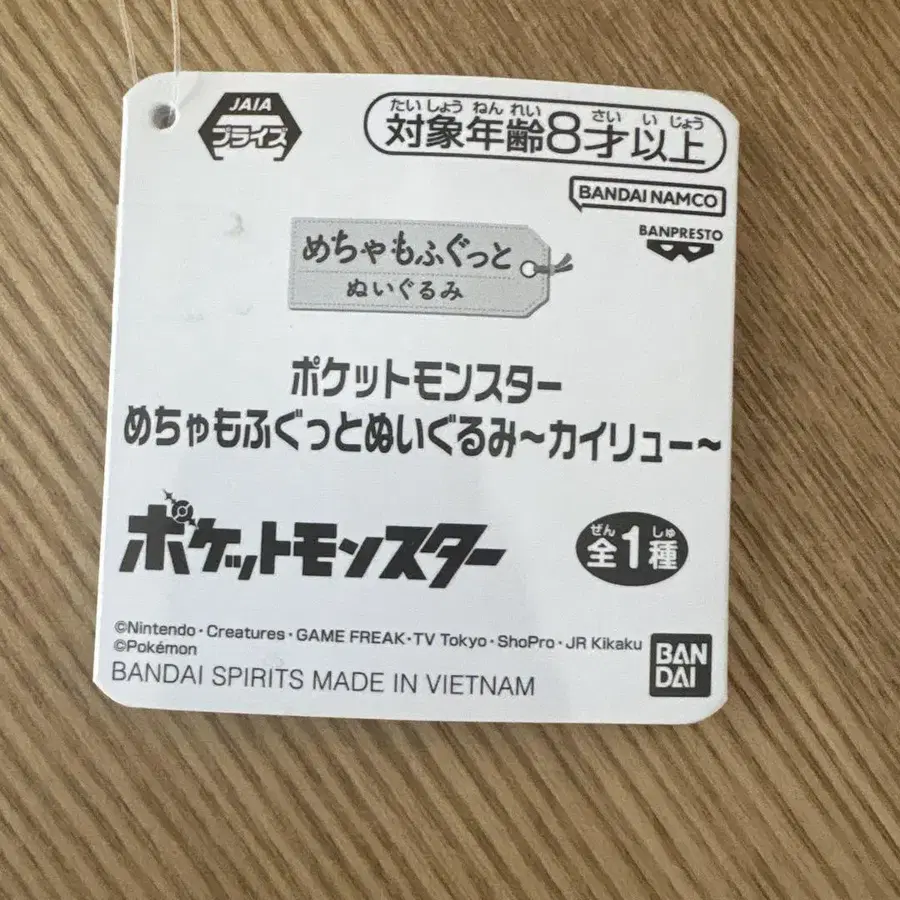 JAIA
プライズ
たいしょうねんれい さい いじょう
対象年齢8才以上
BANDAI NAMCO
BANPRESTO
めちゃもふぐっと
ぬいぐるみ
ポケットモンスター
めちゃもふぐっとぬいぐるみ～カイリュー～
ポケットモンスター
ぜん しゅ
全1種
©Nintendo・Creatures・GAME FREAK・TV Tokyo・ShoPro・JR Kikaku
©Pokémon
BANDAI SPIRITS MADE IN VIETNAM
BAN
DAI